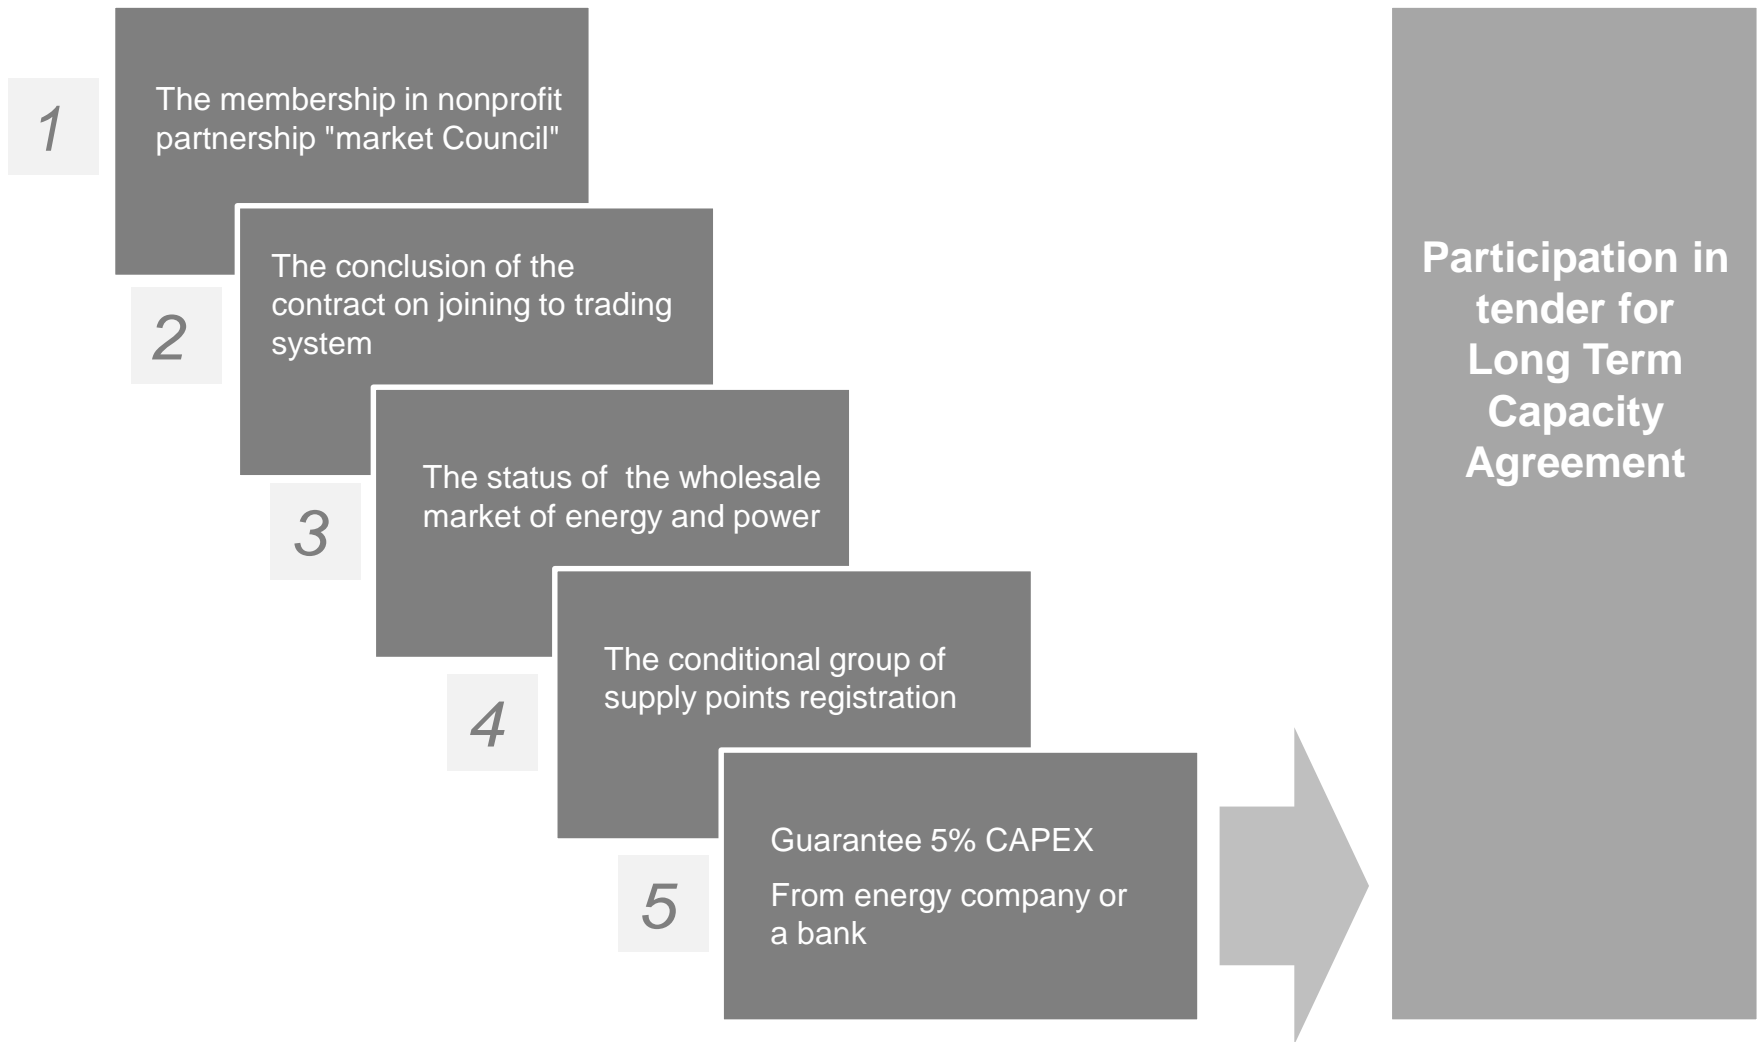 1
The membership in nonprofit
partnership "market Council"
2
The conclusion of the
contract on joining to trading
system
3
The status of  the wholesale
market of energy and power
4
The conditional group of
supply points registration
5
Guarantee 5% CAPEX
From energy company or
a bank
Participation in
tender for
Long Term
Capacity
Agreement